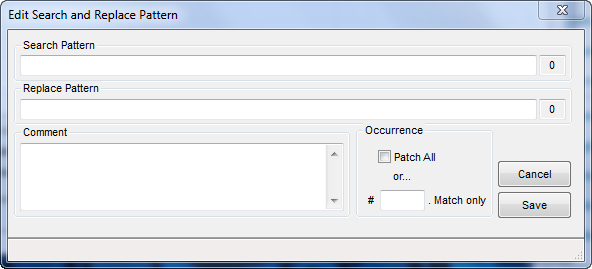 Edit Search and Replace Pattern
Search Pattern
0
Replace Pattern
0
Comment
Occurrence
Patch All
or...
# . Match only
Cancel
Save